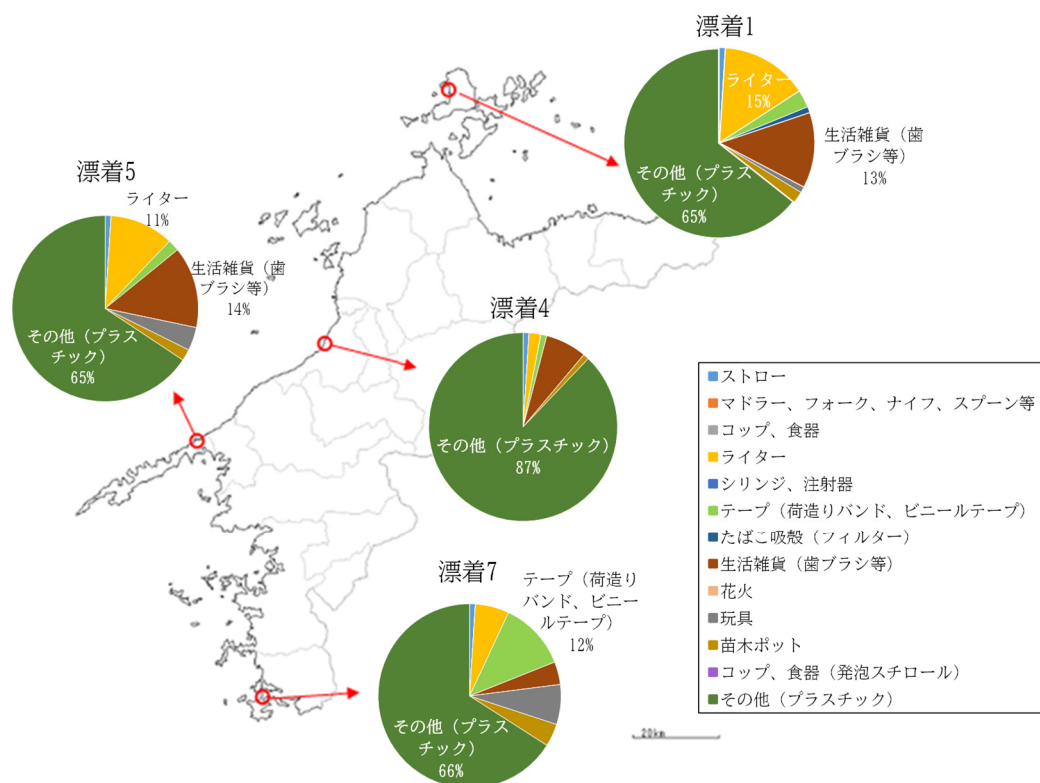 漂着1
ライター
15%
生活雑貨（歯
ブラシ等）
13%
その他（プラス
チック）
65%
漂着5
ライター
11%
生活雑貨（歯
ブラシ等）
14%
その他（プラス
チック）
65%
漂着4
その他（プラスチック）
87%
漂着7
テープ（荷造り
バンド、ビニー
ルテープ）
12%
その他（プラス
チック）
66%
ストロー
マドラー、フォーク、ナイフ、スプーン等
コップ、食器
ライター
シリンジ、注射器
テープ（荷造りバンド、ビニールテープ）
たばこ吸殻（フィルター）
生活雑貨（歯ブラシ等）
花火
玩具
苗木ポット
コップ、食器（発泡スチロール）
その他（プラスチック）
20km